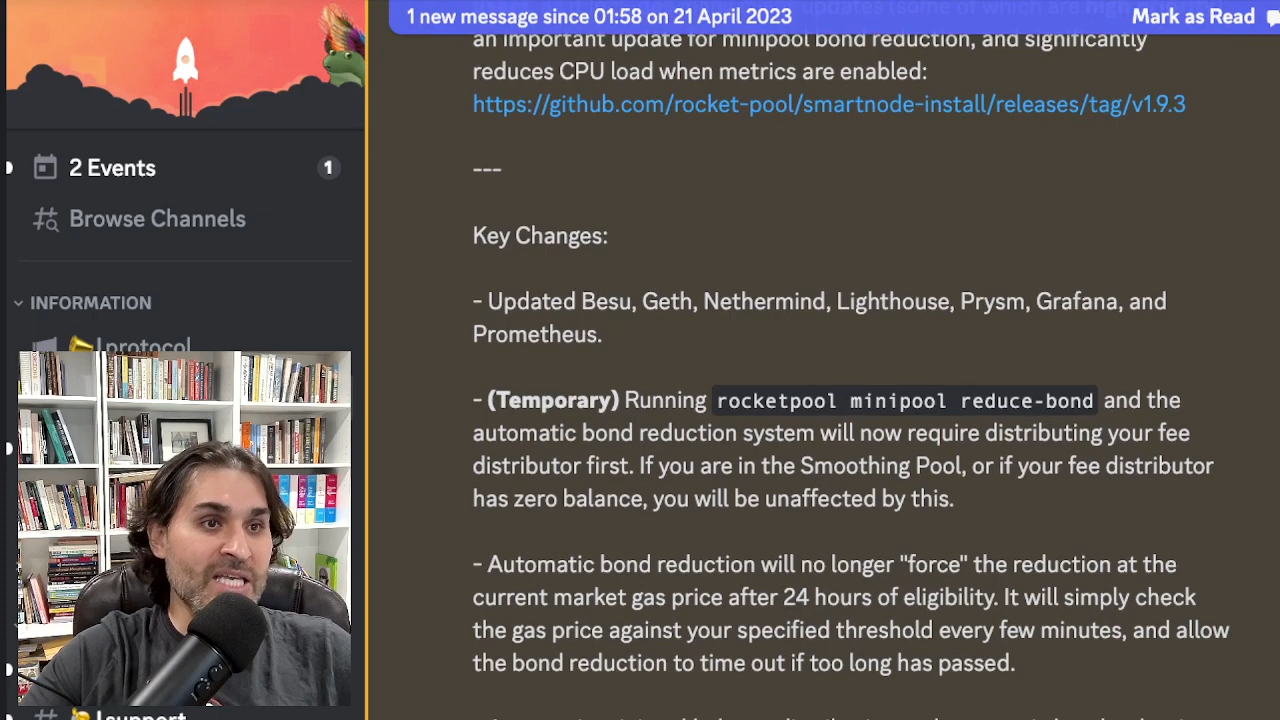 1 new message since 01:58 on 21 April 2023
Mark as Read
2 Events
1
Browse Channels
INFORMATION
protocol
support
an important update for minipool bond reduction, and significantly
reduces CPU load when metrics are enabled:
https://github.com/rocket-pool/smartnode-install/releases/tag/v1.9.3
---
Key Changes:
- Updated Besu, Geth, Nethermind, Lighthouse, Prysm, Grafana, and
Prometheus.
- (Temporary) Running rocketpool minipool reduce-bond and the
automatic bond reduction system will now require distributing your fee
distributor first. If you are in the Smoothing Pool, or if your fee distributor
has zero balance, you will be unaffected by this.
- Automatic bond reduction will no longer "force" the reduction at the
current market gas price after 24 hours of eligibility. It will simply check
the gas price against your specified threshold every few minutes, and allow
the bond reduction to time out if too long has passed.